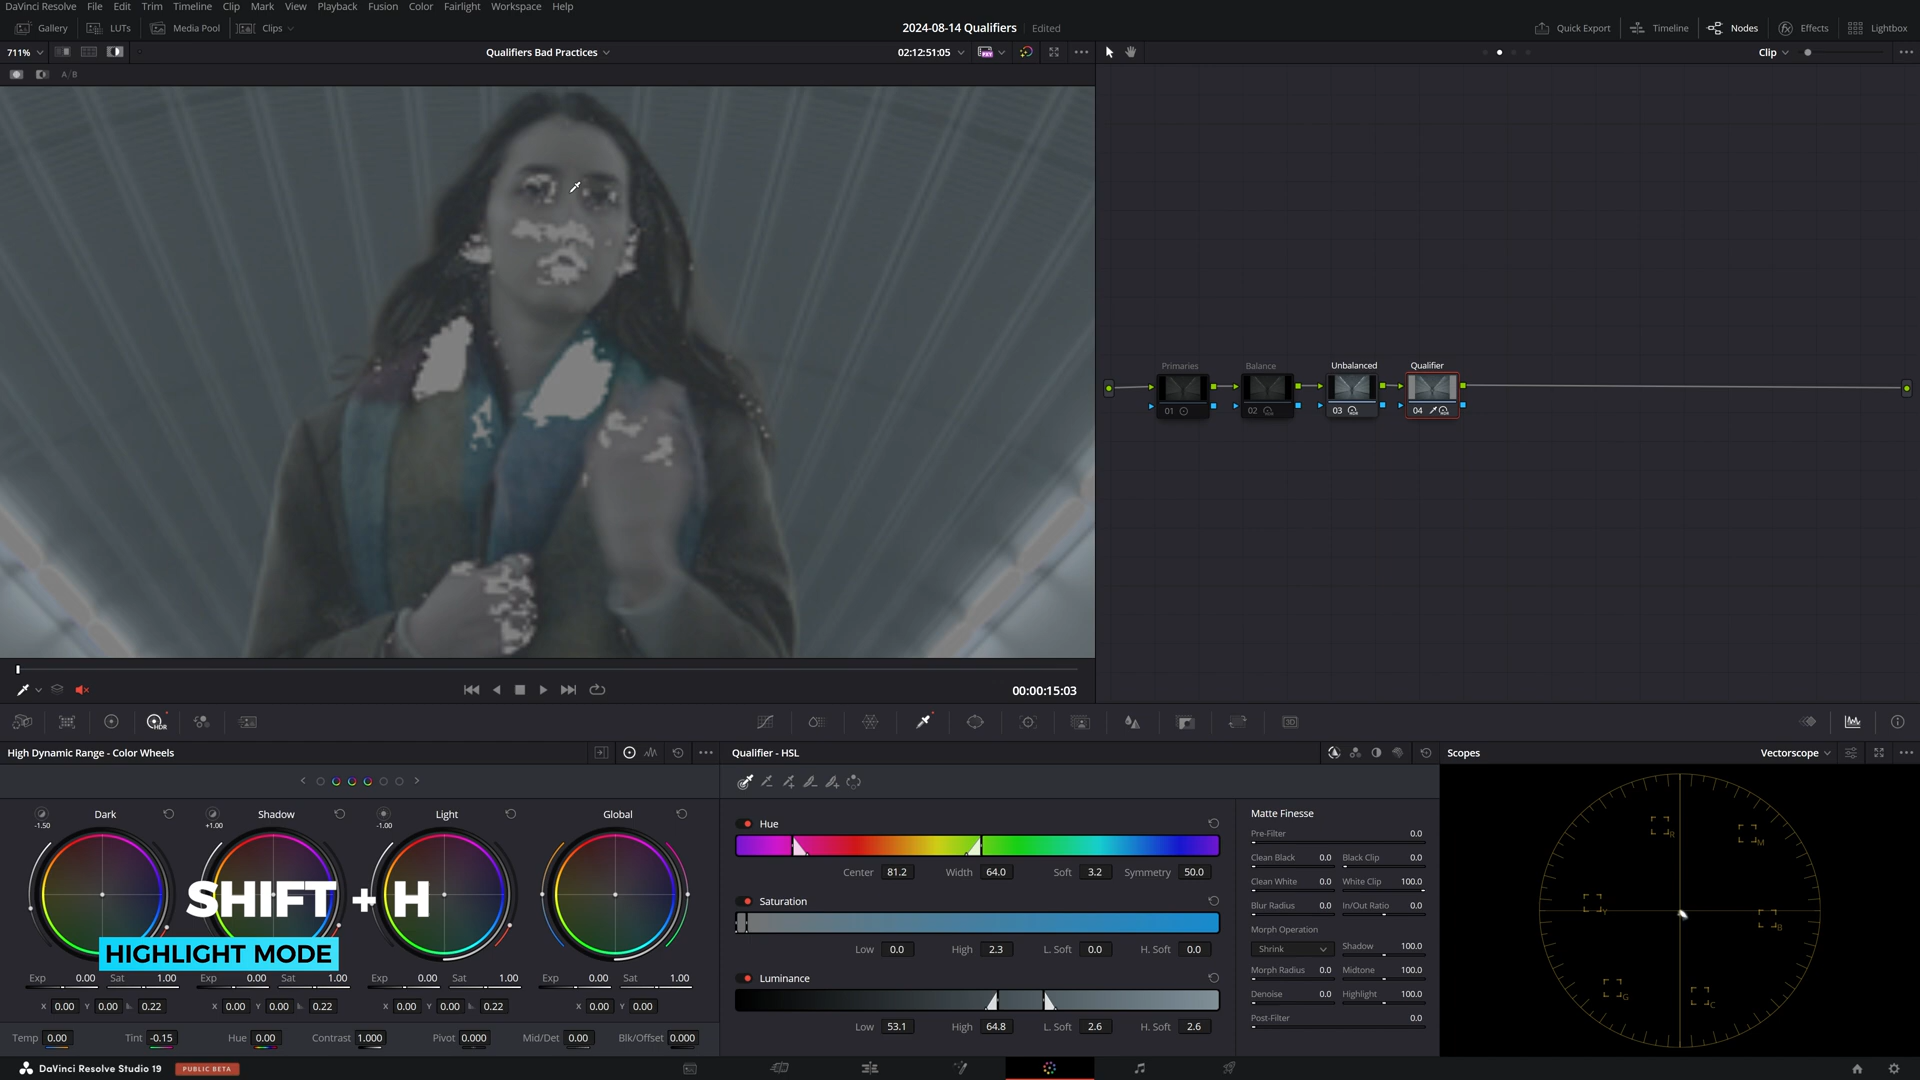 DaVinci Resolve File Edit Trim Timeline Clip Mark View Playback Fusion Color Fairlight Workspace Help
Gallery LUTs Media Pool Clips 2024-08-14 Qualifiers Edited Quick Export Timeline Nodes Effects Lightbox
711% Qualifiers Bad Practices 02:12:51:05 Clip
A/B
Primaries Balance Unbalanced Qualifier
01 02 03 04
00:00:15:03
High Dynamic Range - Color Wheels Qualifier - HSL Scopes Vectorscope
Dark Shadow Light Global
-1.50 +1.00 -1.00
SHIFT + H
HIGHLIGHT MODE
Exp 0.00 Sat 1.00 Exp 0.00 Sat 1.00 Exp 0.00 Sat 1.00 Exp 0.00 Sat 1.00
X 0.00 Y 0.00 0.22 X 0.00 Y 0.00 0.22 X 0.00 Y 0.00 0.22 X 0.00 Y 0.00
Temp 0.00 Tint -0.15 Hue 0.00 Contrast 1.000 Pivot 0.000 Mid/Det 0.00 Blk/Offset 0.000
Hue
Center 81.2 Width 64.0 Soft 3.2 Symmetry 50.0
Saturation
Low 0.0 High 2.3 L. Soft 0.0 H. Soft 0.0
Luminance
Low 53.1 High 64.8 L. Soft 2.6 H. Soft 2.6
Matte Finesse
Pre-Filter 0.0
Clean Black 0.0 Black Clip 0.0
Clean White 0.0 White Clip 100.0
Blur Radius 0.0 In/Out Ratio 0.0
Morph Operation
Shrink Shadow 100.0
Morph Radius 0.0 Midtone 100.0
Denoise 0.0 Highlight 100.0
Post-Filter 0.0
R M
Y B
G C
DaVinci Resolve Studio 19 PUBLIC BETA